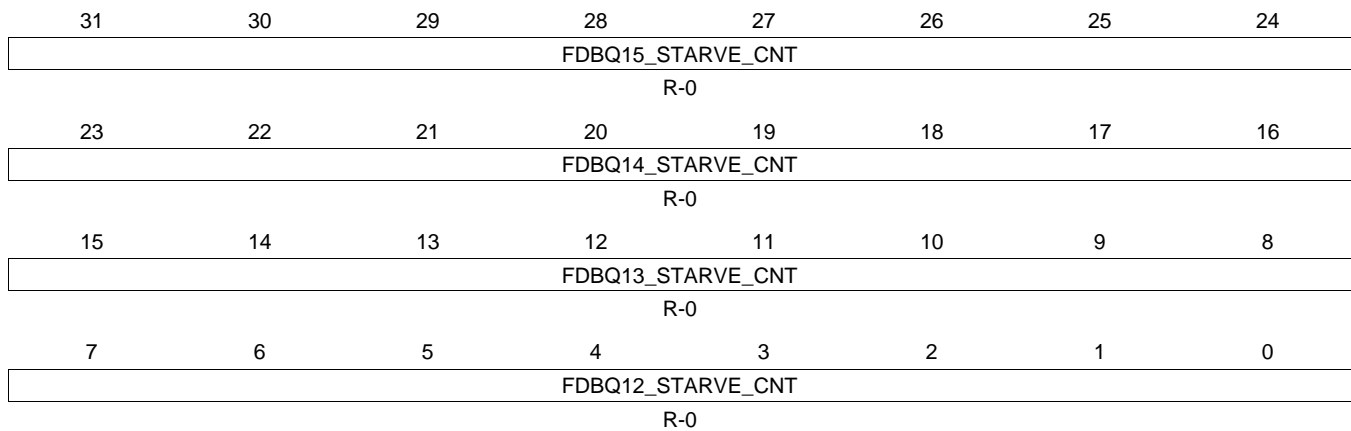 31 30 29 28 27 26 25 24
FDBQ15_STARVE_CNT
R-0
23 22 21 20 19 18 17 16
FDBQ14_STARVE_CNT
R-0
15 14 13 12 11 10 9 8
FDBQ13_STARVE_CNT
R-0
7 6 5 4 3 2 1 0
FDBQ12_STARVE_CNT
R-0